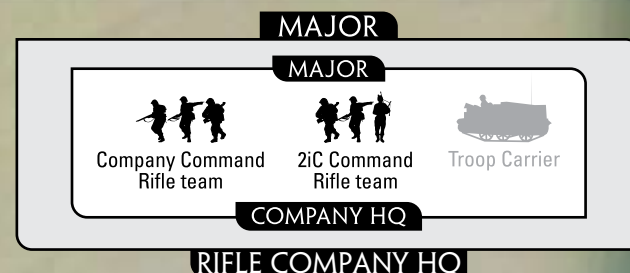 MAJOR
MAJOR
Company Command
Rifle team
2iC Command
Rifle team
Troop Carrier
COMPANY HQ
RIFLE COMPANY HQ